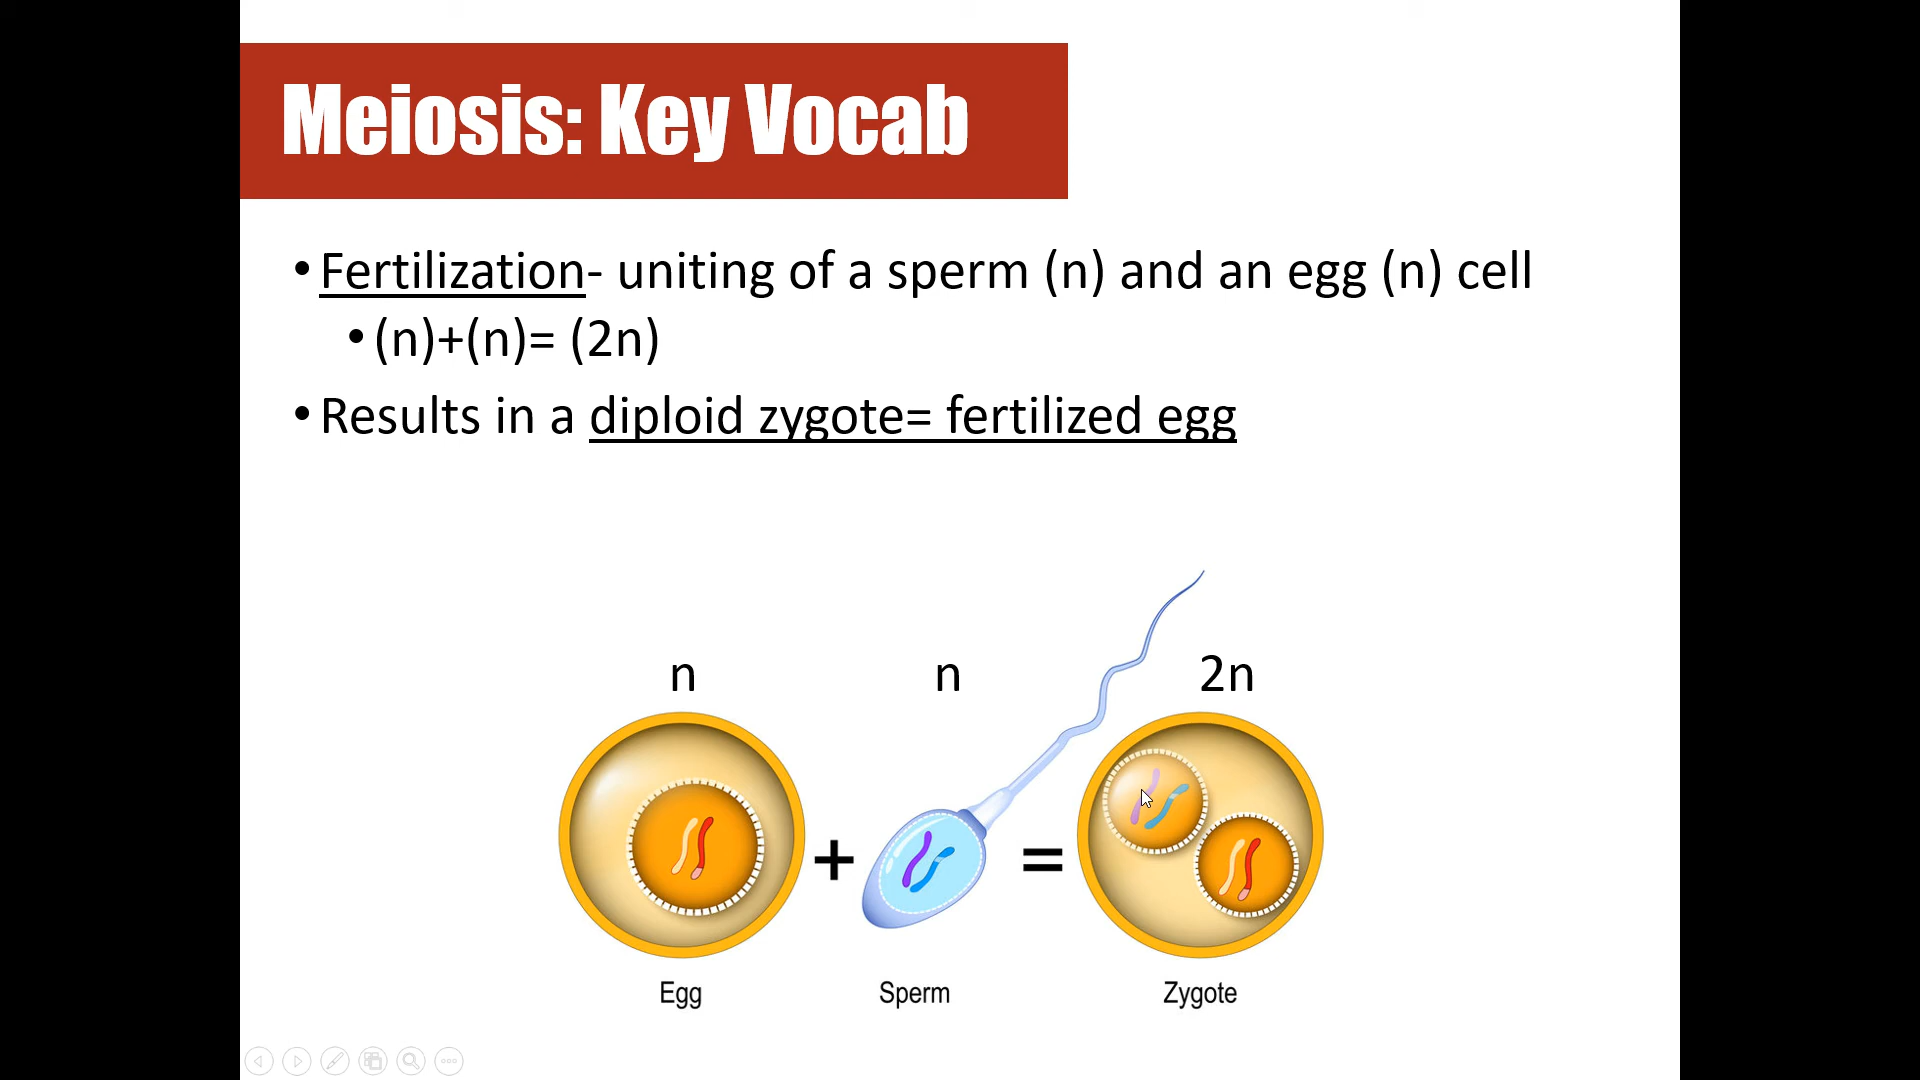 Meiosis: Key Vocab
•Fertilization- uniting of a sperm (n) and an egg (n) cell
•(n)+(n)= (2n)
•Results in a diploid zygote= fertilized egg
n n 2n
+ =
Egg Sperm Zygote